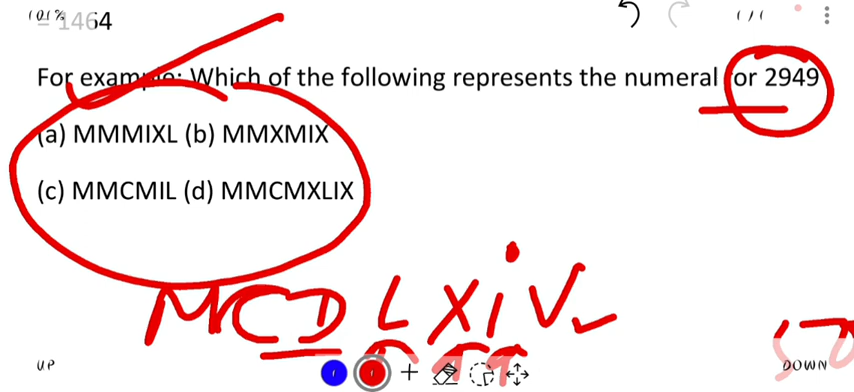 101%
= 1464
For example: Which of the following represents the numeral for 2949
(a) MMMIXL (b) MMXMIX
(c) MMCMIL (d) MMCMXLIX
MCDLXiV
UP
DOWN